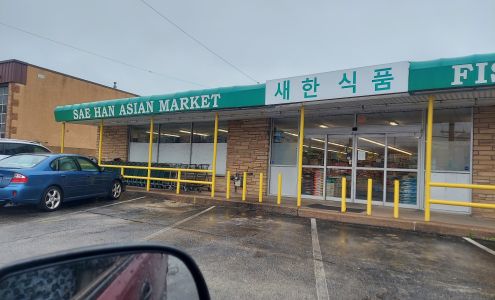 SAE HAN ASIAN MARKET
새한식품
FIS